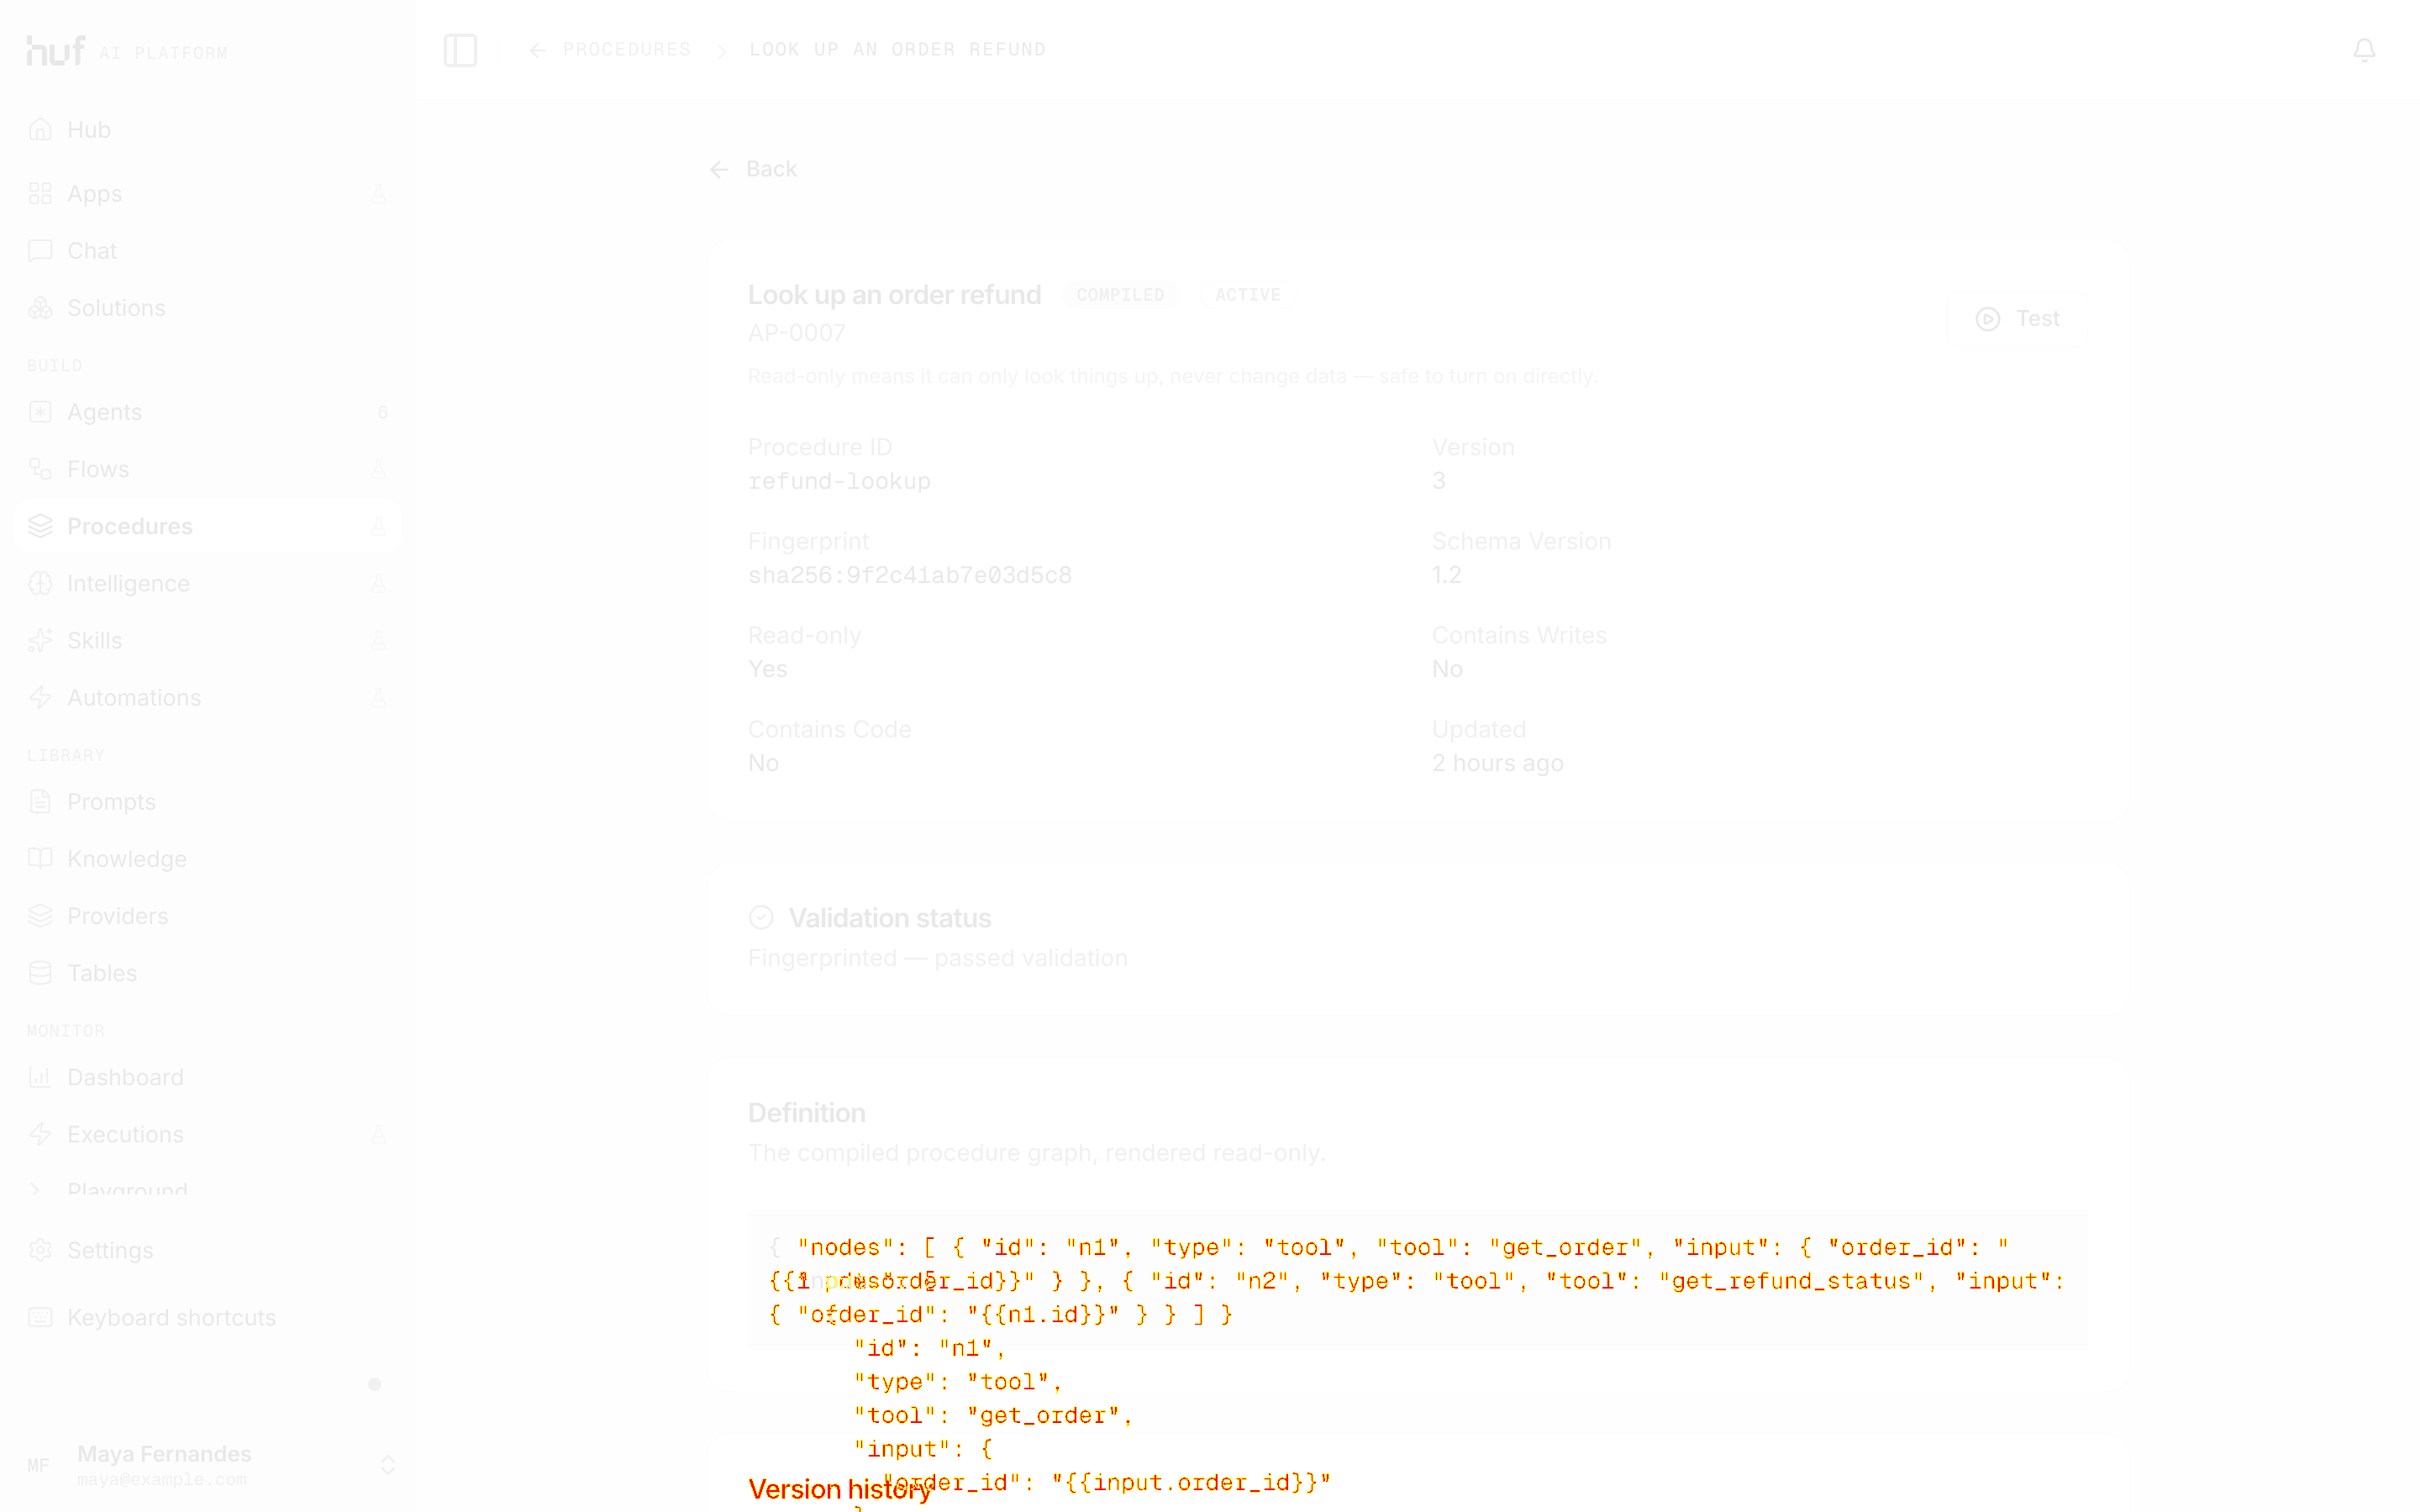 huf AI PLATFORM
PROCEDURES
LOOK UP AN ORDER REFUND
Hub
Apps
Chat
Solutions
BUILD
Agents 6
Flows
Procedures
Intelligence
Skills
Automations
LIBRARY
Prompts
Knowledge
Providers
Tables
MONITOR
Dashboard
Executions
Playground
Settings
Keyboard shortcuts
MF
Maya Fernandes
maya@example.com
Back
Look up an order refund COMPILED ACTIVE
AP-0007
Test
Read-only means it can only look things up, never change data — safe to turn on directly.
Procedure ID
refund-lookup
Version
3
Fingerprint
sha256:9f2c41ab7e03d5c8
Schema Version
1.2
Read-only
Yes
Contains Writes
No
Contains Code
No
Updated
2 hours ago
Validation status
Fingerprinted — passed validation
Definition
The compiled procedure graph, rendered read-only.
{ "nodes": [ { "id": "n1", "type": "tool", "tool": "get_order", "input": { "order_id": "
} }, { "id": "n2", "type": "tool", "tool": "get_refund_status", "input":
{ "order_id": "{{n1.id}}" } } ] }
"id": "n1",
"type": "tool",
"tool": "get_order",
"input": {
"order_id": "{{input.order_id}}"
Version history